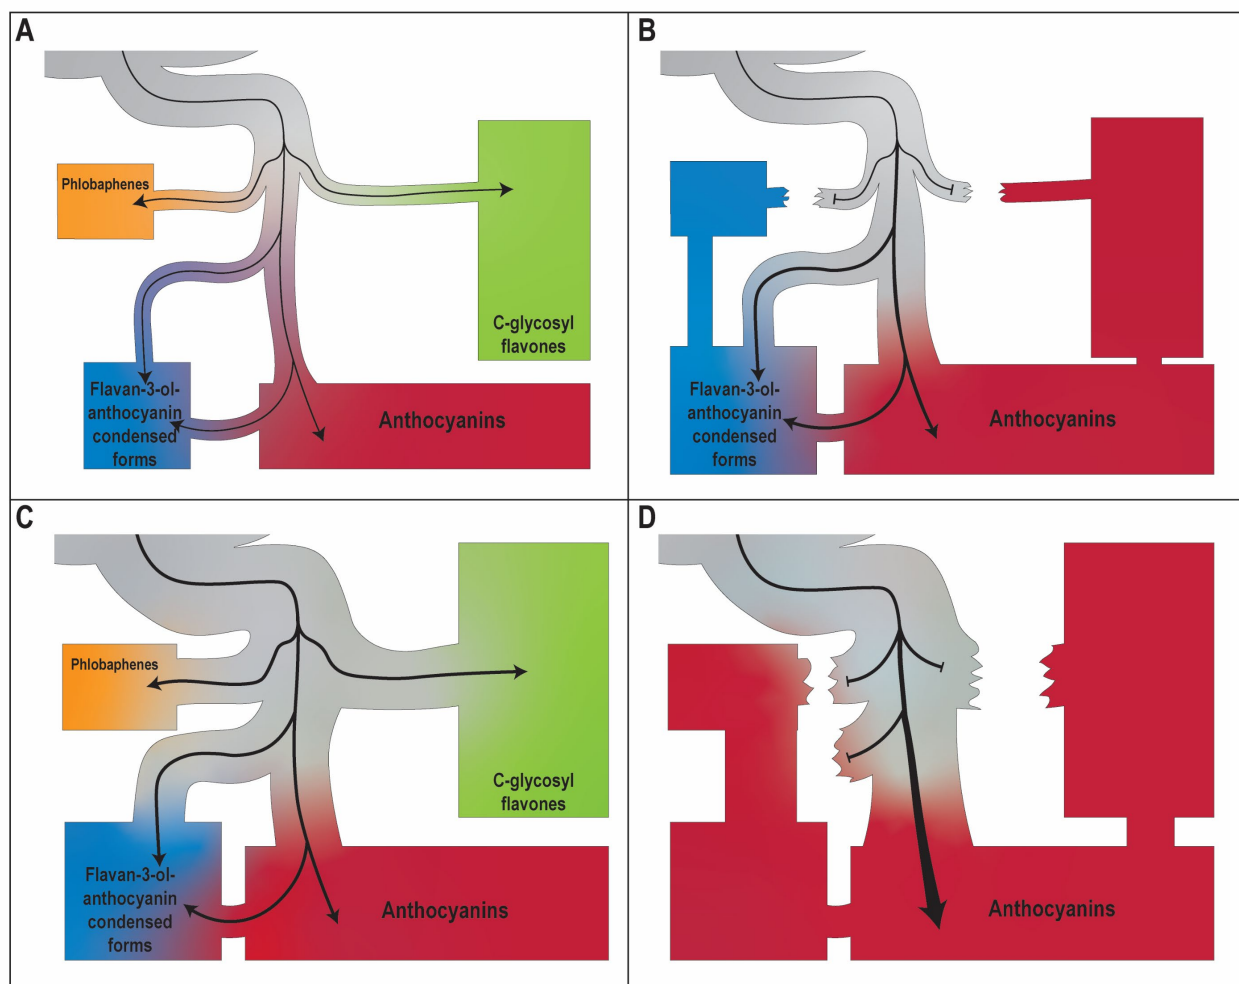 A
Phlobaphenes
C-glycosyl
flavones
Flavan-3-ol-
anthocyanin
condensed
forms
Anthocyanins
B
Flavan-3-ol-
anthocyanin
condensed
forms
Anthocyanins
C
Phlobaphenes
C-glycosyl
flavones
Flavan-3-ol-
anthocyanin
condensed
forms
Anthocyanins
D
Anthocyanins